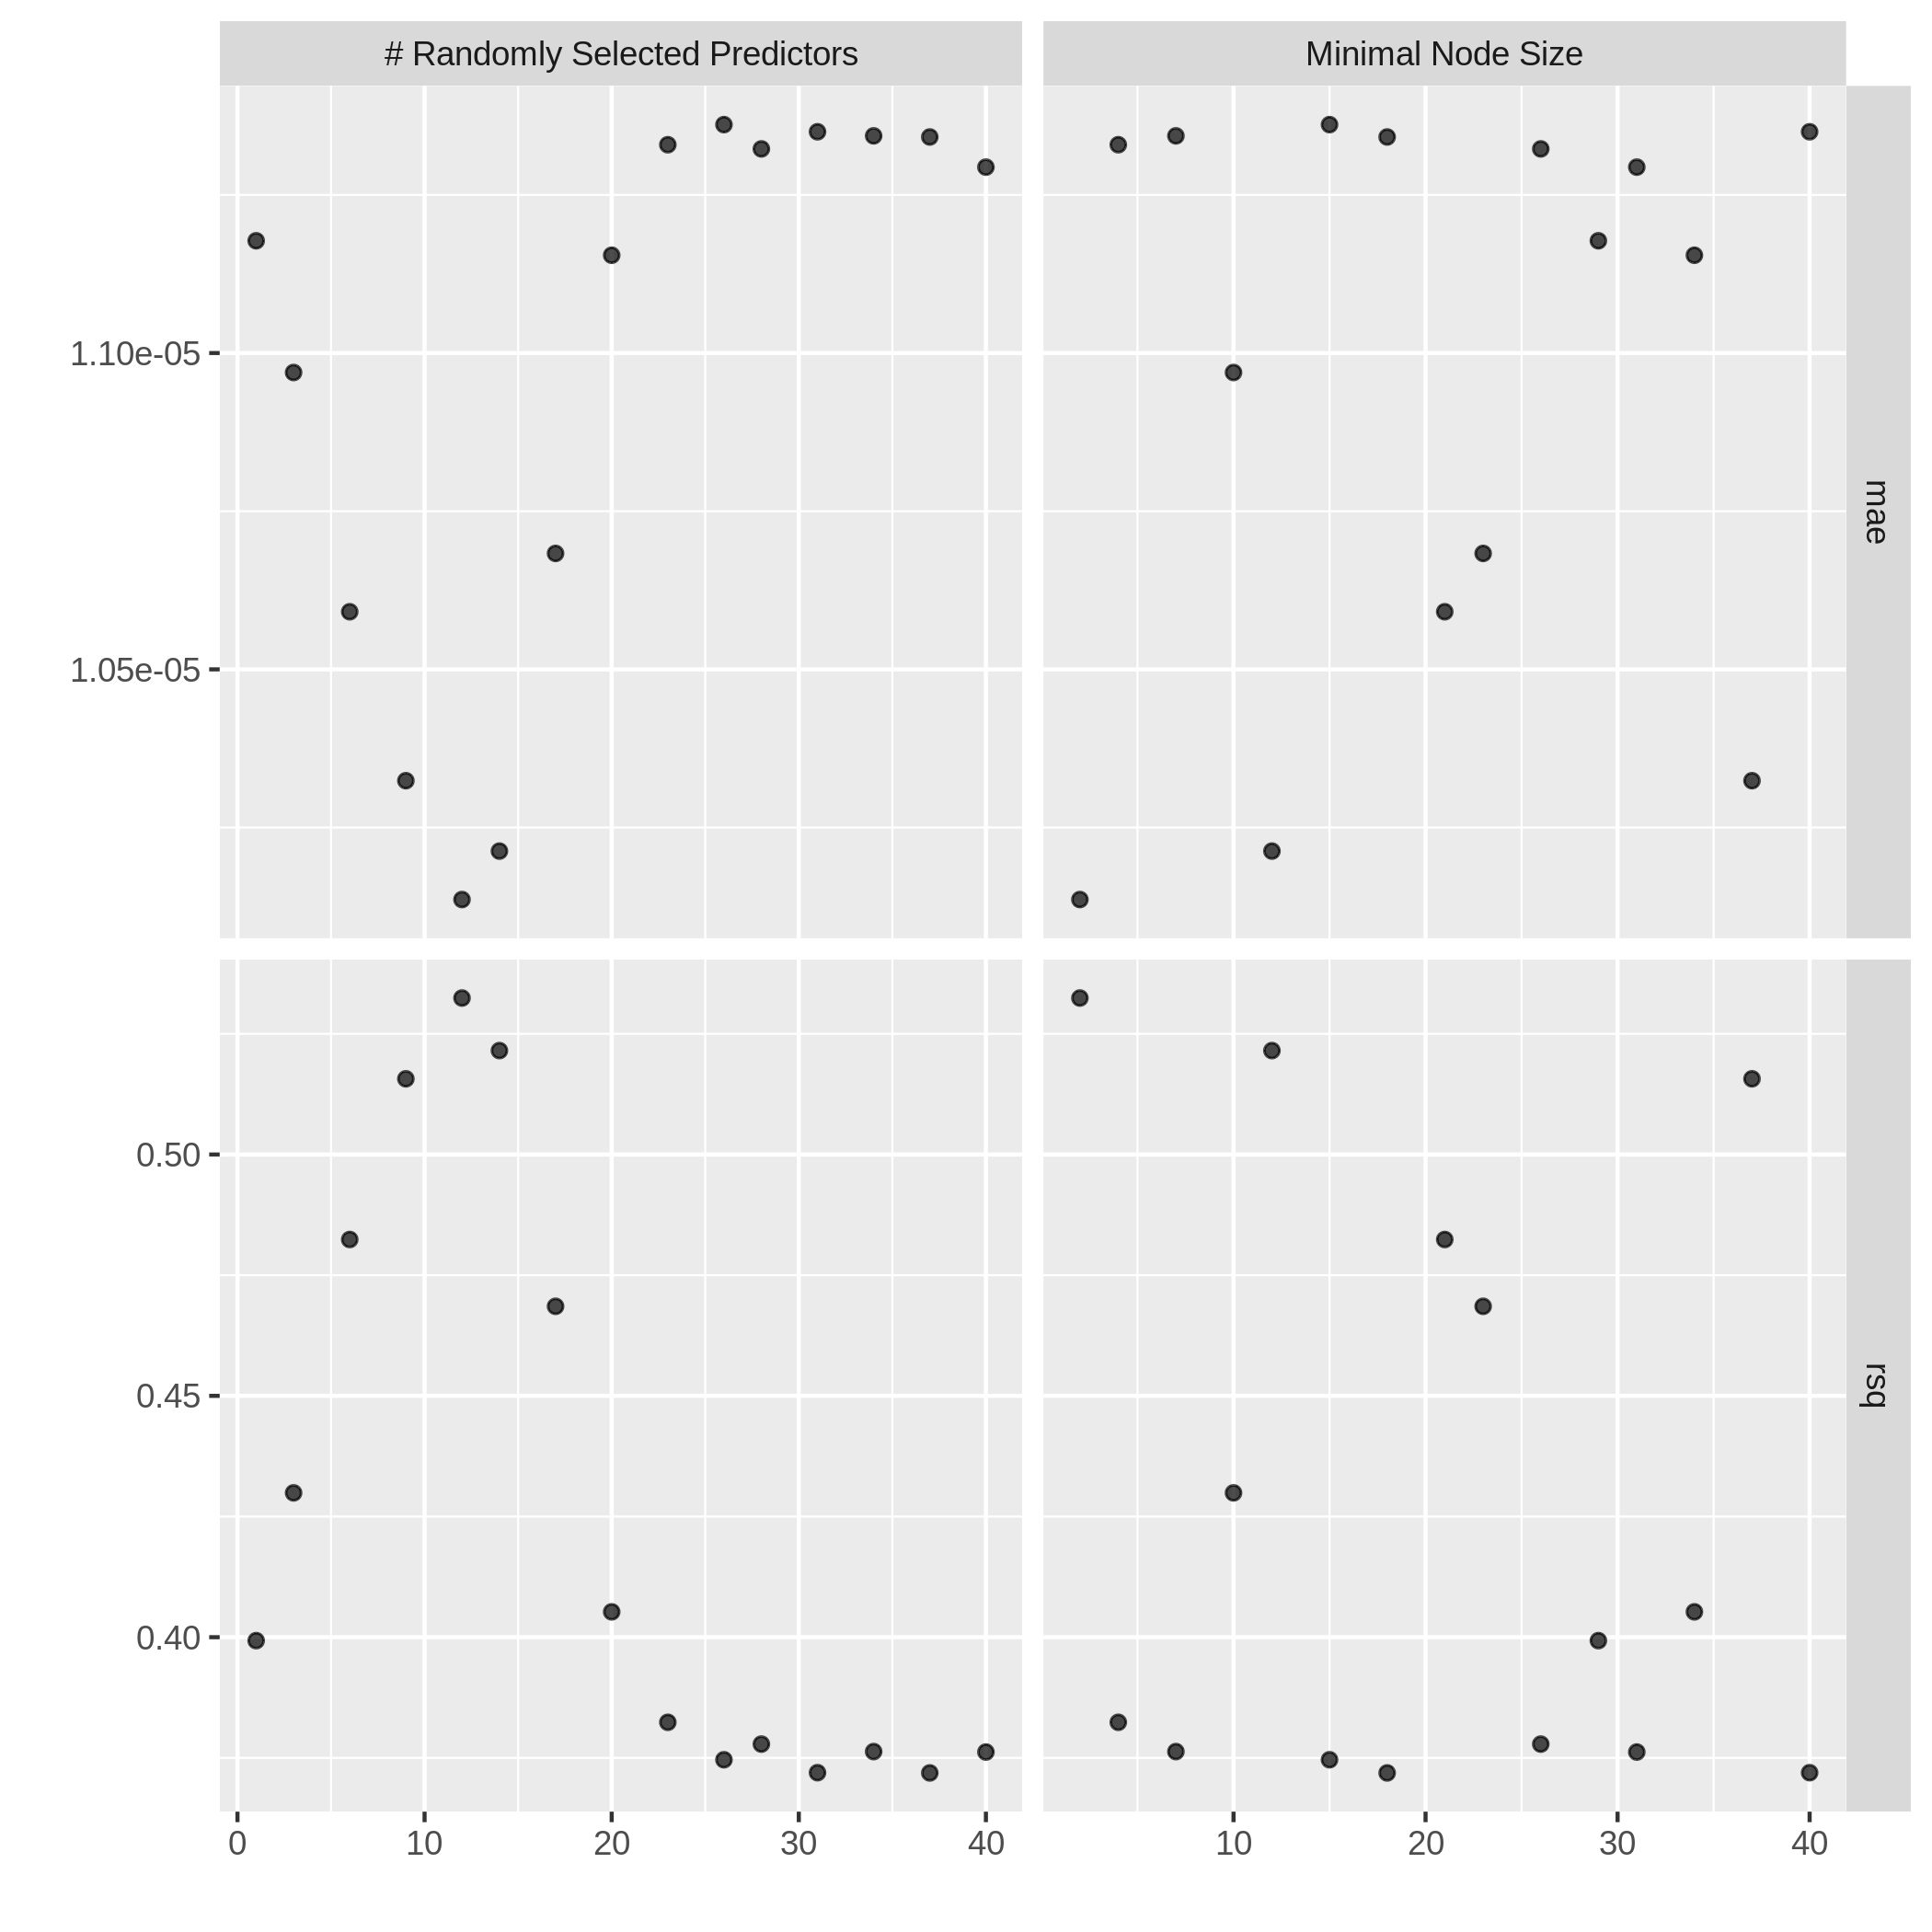 # Randomly Selected Predictors
Minimal Node Size
1.10e-05
1.05e-05
mae
0.50
0.45
0.40
rsq
0 10 20 30 40
10 20 30 40